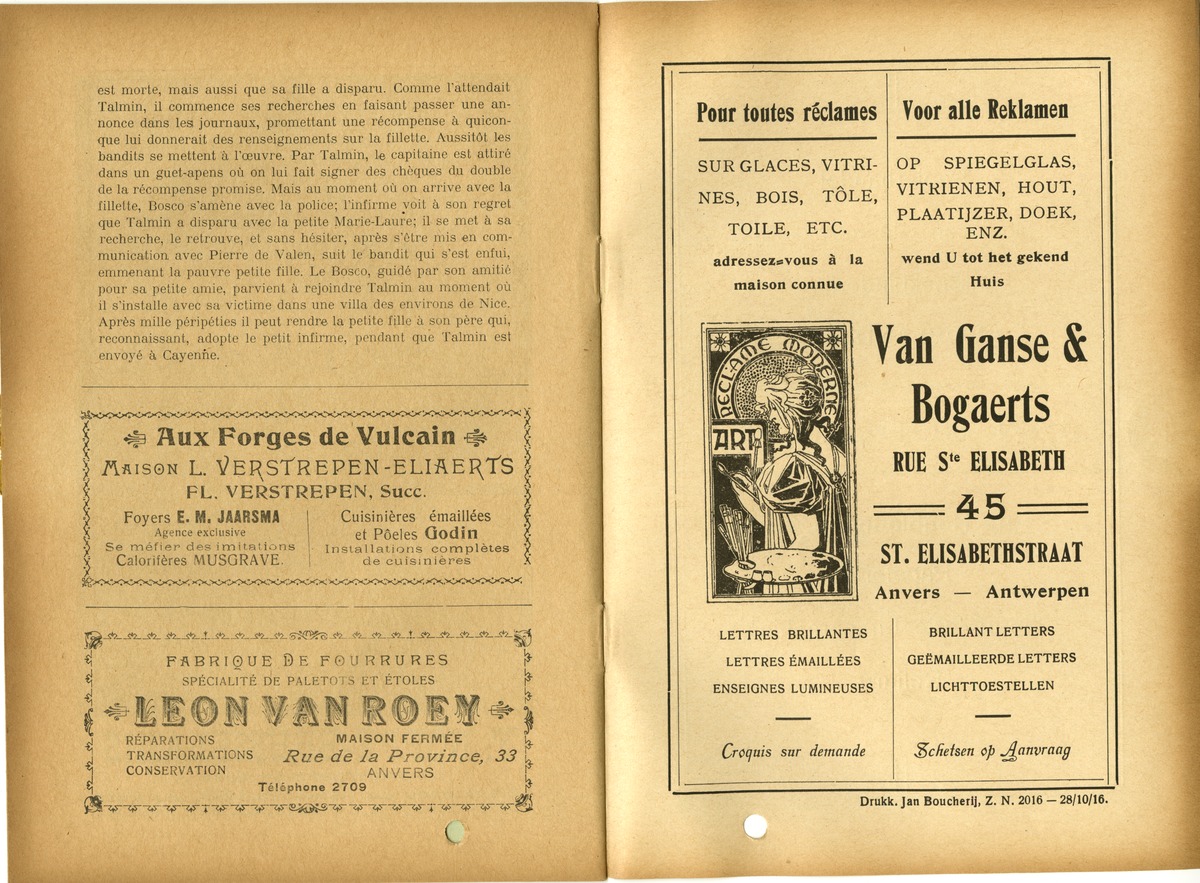 est morte, mais aussi que sa fille a disparu. Comme l'attendait
Talmin, il commence ses recherches en faisant passer une an-
nonce dans les journaux, promettant une récompense à quicon-
que lui donnerait des renseignements sur la fillette. Aussitôt les
bandits se mettent à l'œuvre. Par Talmin, le capitaine est attiré
dans un guet-apens où on lui fait signer des chèques du double
de la récompense promise. Mais au moment où on arrive avec la
fillette, Bosco s'amène avec la police; l'infirme voit à son regret
que Talmin a disparu avec la petite Marie-Laure; il se met à sa
recherche, le retrouve, et sans hésiter, après s'être mis en com-
munication avec Pierre de Valen, suit le bandit qui s'est enfui,
emmenant la pauvre petite fille. Le Bosco, guidé par son amitié
pour sa petite amie, parvient à rejoindre Talmin au moment où
il s'installe avec sa victime dans une villa des environs de Nice.
Après mille péripéties il peut rendre la petite fille à son père qui,
reconnaissant, adopte le petit infirme, pendant que Talmin est
envoyé à Cayenne.
Aux Forges de Vulcain
MAISON L. VERSTREPEN-ELIAERTS
FL. VERSTREPEN, Succ.
Foyers E. M. JAARSMA
Agence exclusive
Se méfier des imitations
Calorifères MUSGRAVE.
Cuisinières émaillées
et Pôeles Godin
Installations complètes
de cuisinières
FABRIQUE DE FOURRURES
SPÉCIALITÉ DE PALETOTS ET ÉTOLES
LEON VAN ROEY
RÉPARATIONS
TRANSFORMATIONS
CONSERVATION
MAISON FERMÉE
Rue de la Province, 33
ANVERS
Téléphone 2709
Pour toutes réclames
SUR GLACES, VITRI-
NES, BOIS, TÔLE,
TOILE, ETC.
adressez=vous à la
maison connue
Voor alle Reklamen
OP SPIEGELGLAS,
VITRIENEN, HOUT,
PLAATIJZER, DOEK,
ENZ.
wend U tot het gekend
Huis
RECLAME MODERNE
ART
Van Ganse &
Bogaerts
RUE Ste ELISABETH
45
ST. ELISABETHSTRAAT
Anvers — Antwerpen
LETTRES BRILLANTES
LETTRES ÉMAILLÉES
ENSEIGNES LUMINEUSES
Croquis sur demande
BRILLANT LETTERS
GEËMAILLEERDE LETTERS
LICHTTOESTELLEN
Schetsen op Aanvraag
Drukk. Jan Boucherij, Z. N. 2016 — 28/10/16.